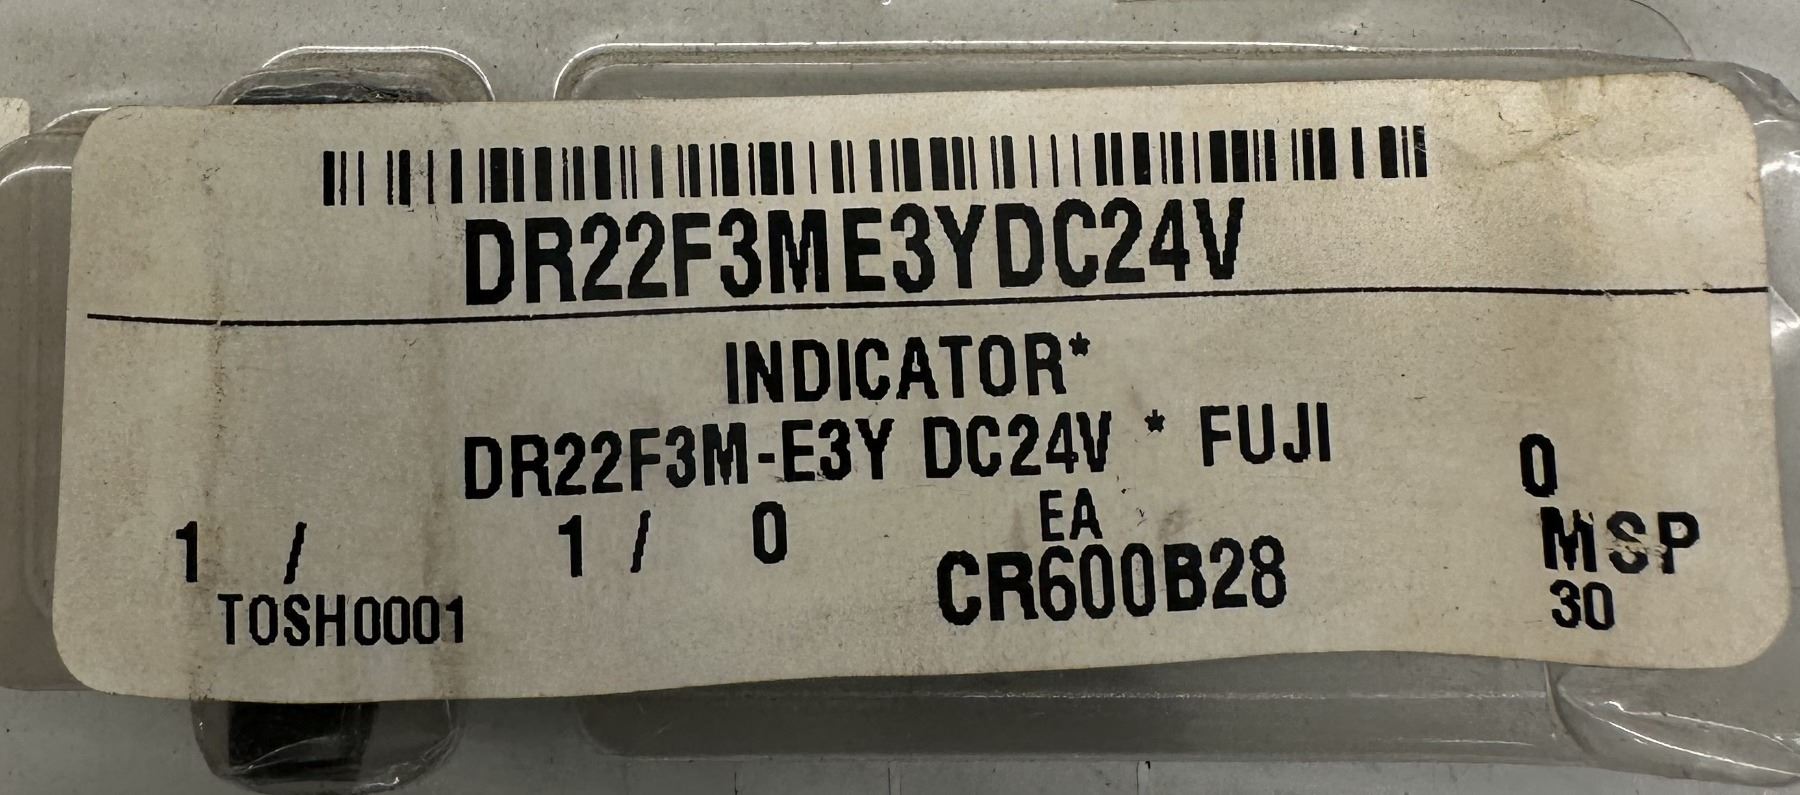 DR22F3ME3YDC24V
INDICATOR*
DR22F3M-E3Y DC24V * FUJI
0
1 / 1 / 0 EA
MSP
TOSH0001 CR600B28
30